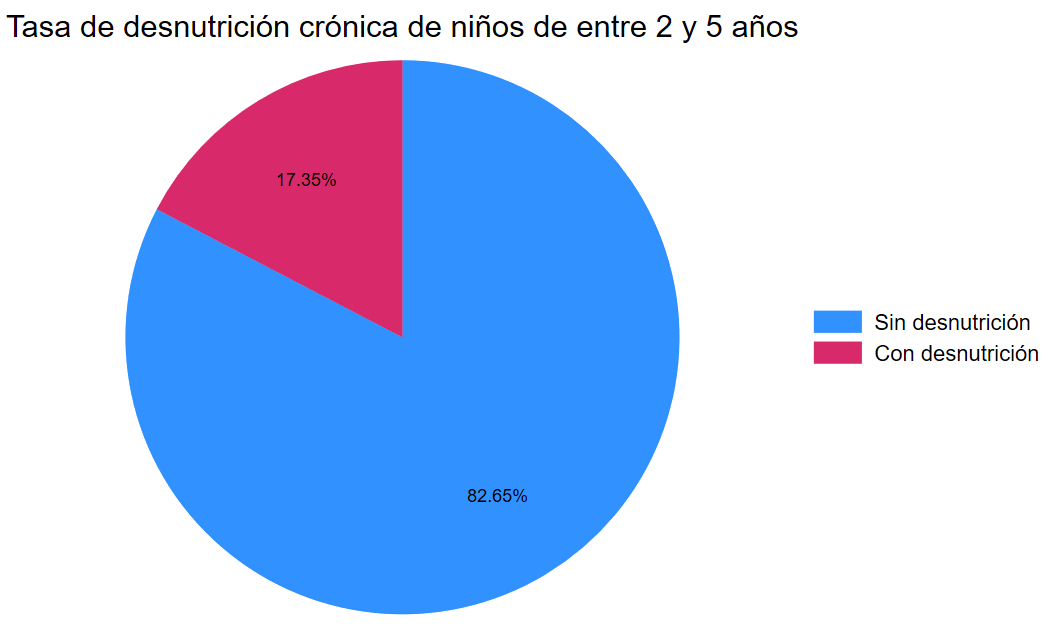 Tasa de desnutrición crónica de niños de entre 2 y 5 años
17.35%
82.65%
Sin desnutrición
Con desnutrición